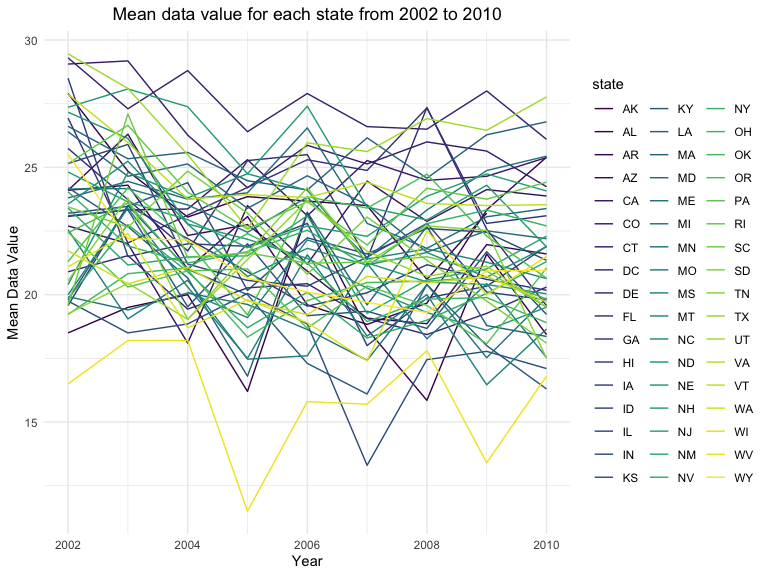 Mean data value for each state from 2002 to 2010
30
25
20
15
Mean Data Value
2002 2004 2006 2008 2010
Year
state
AK KY NY
AL LA OH
AR MA OK
AZ MD OR
CA ME PA
CO MI RI
CT MN SC
DC MO SD
DE MS TN
FL MT TX
GA NC UT
HI ND VA
IA NE VT
ID NH WA
IL NJ WI
IN NM WV
KS NV WY